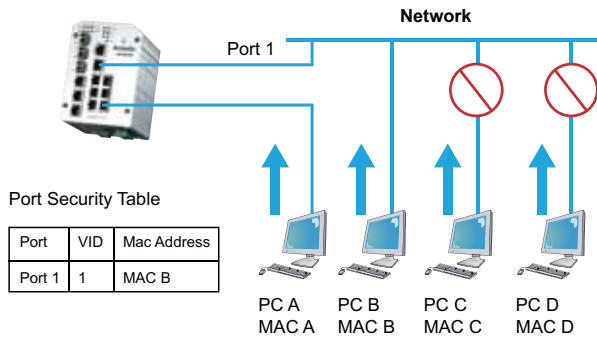 Network
Port 1
Port Security Table
Port VID Mac Address
Port 1 1 MAC B
PC A PC B PC C PC D
MAC A MAC B MAC C MAC D